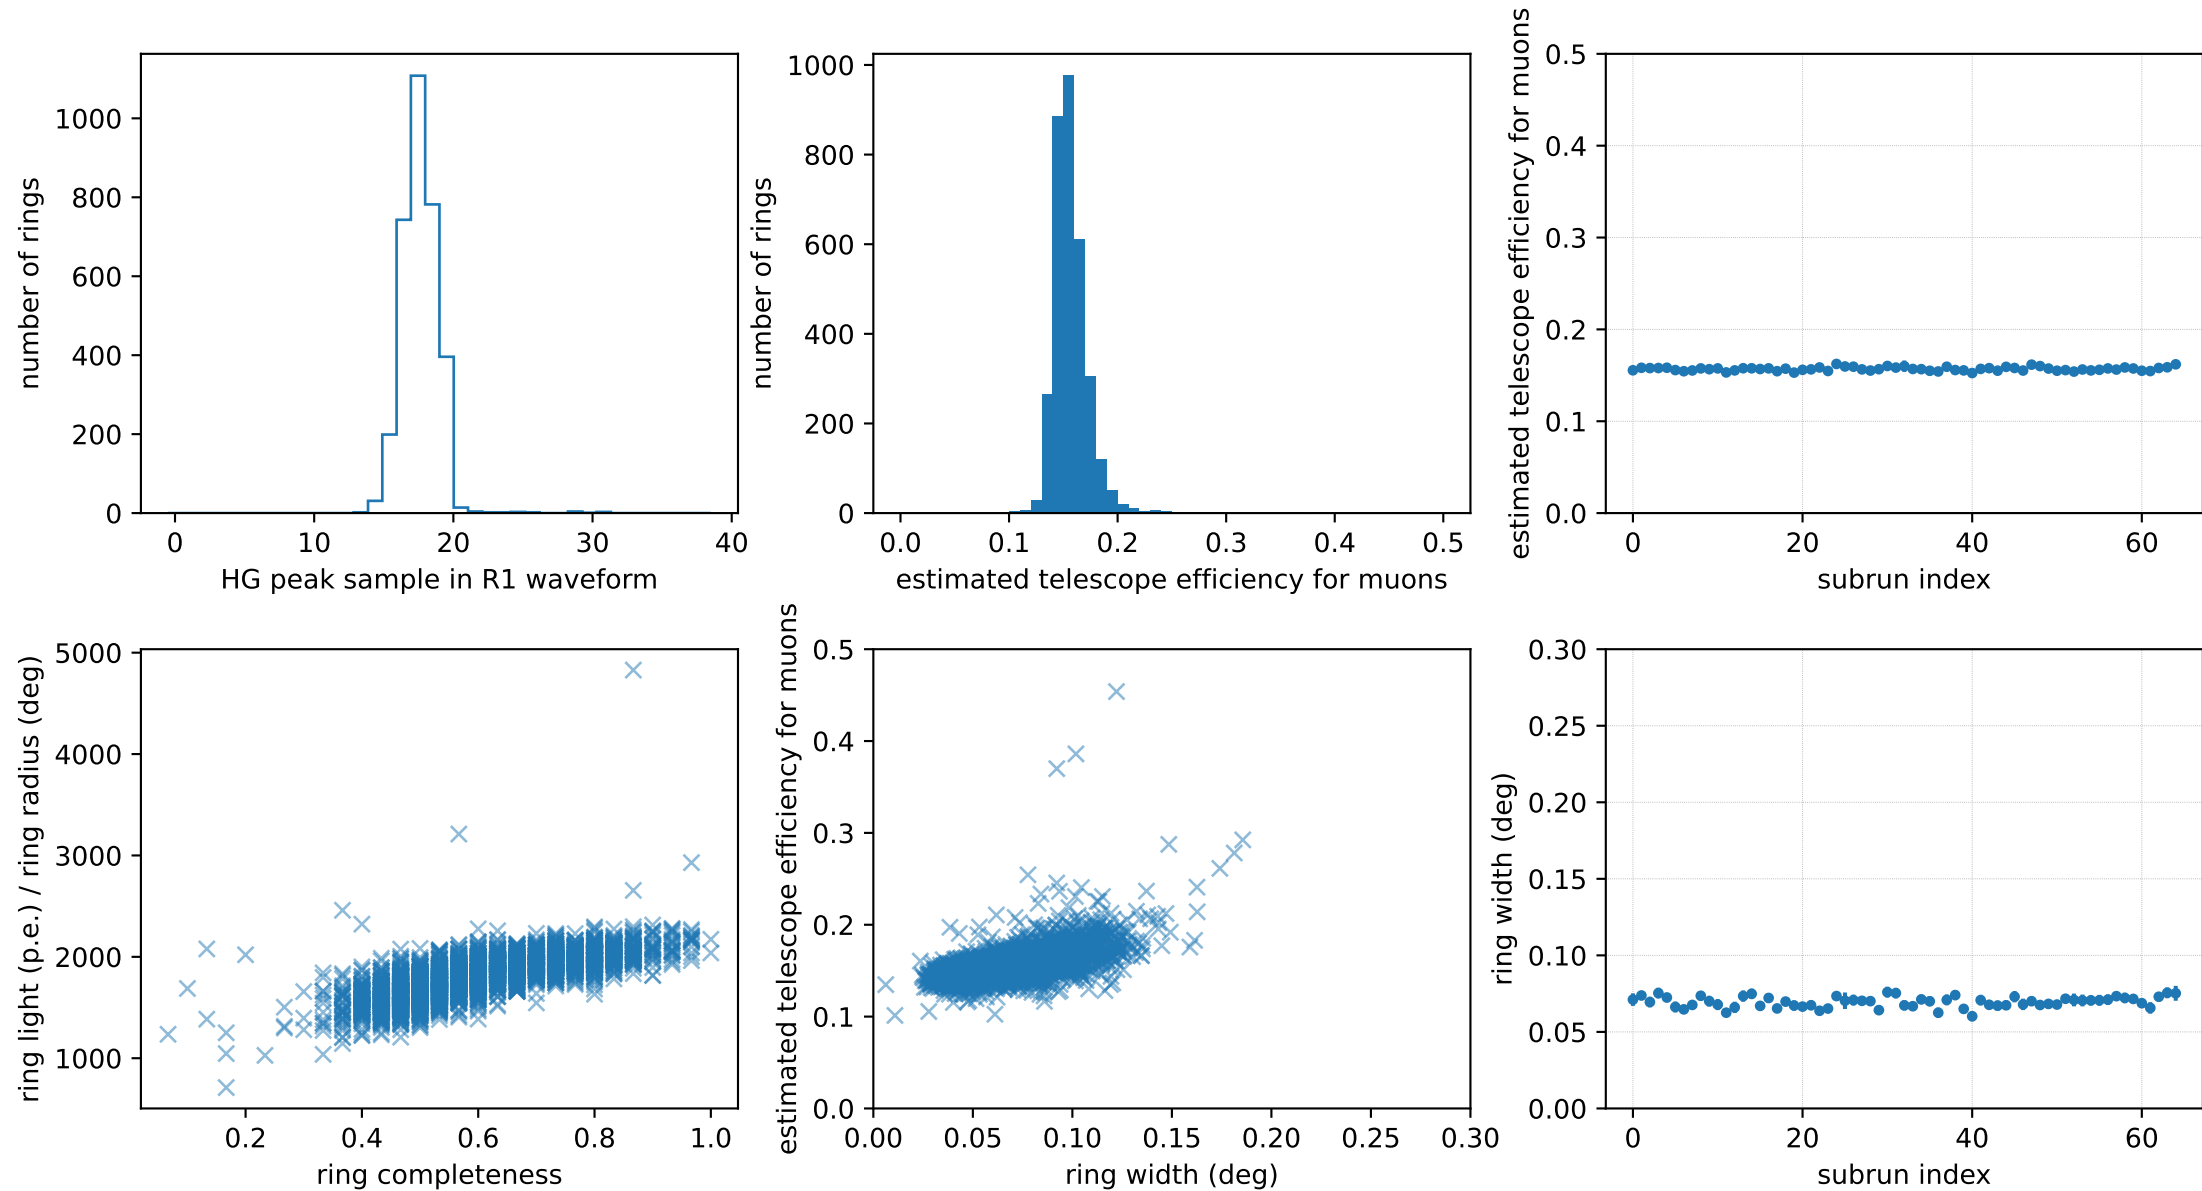 number of rings
1000
800
600
400
200
0
0 10 20 30 40
HG peak sample in R1 waveform
number of rings
1000
800
600
400
200
0
0.0 0.1 0.2 0.3 0.4 0.5
estimated telescope efficiency for muons
estimated telescope efficiency for muons
0.5
0.4
0.3
0.2
0.1
0.0
0 20 40 60
subrun index
ring light (p.e.) / ring radius (deg)
5000
4000
3000
2000
1000
0.2 0.4 0.6 0.8 1.0
ring completeness
estimated telescope efficiency for muons
0.5
0.4
0.3
0.2
0.1
0.0
0.00 0.05 0.10 0.15 0.20 0.25 0.30
ring width (deg)
ring width (deg)
0.30
0.25
0.20
0.15
0.10
0.05
0.00
0 20 40 60
subrun index